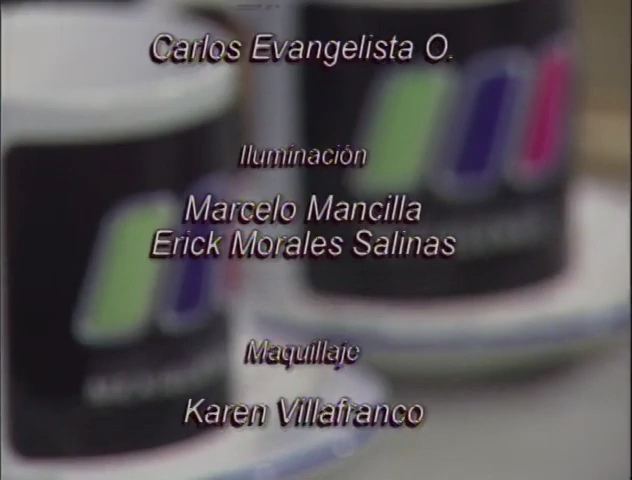 Carlos Evangelista O.
Iluminación
Marcelo Mancilla
Erick Morales Salinas
Maquillaje
Karen Villafranco